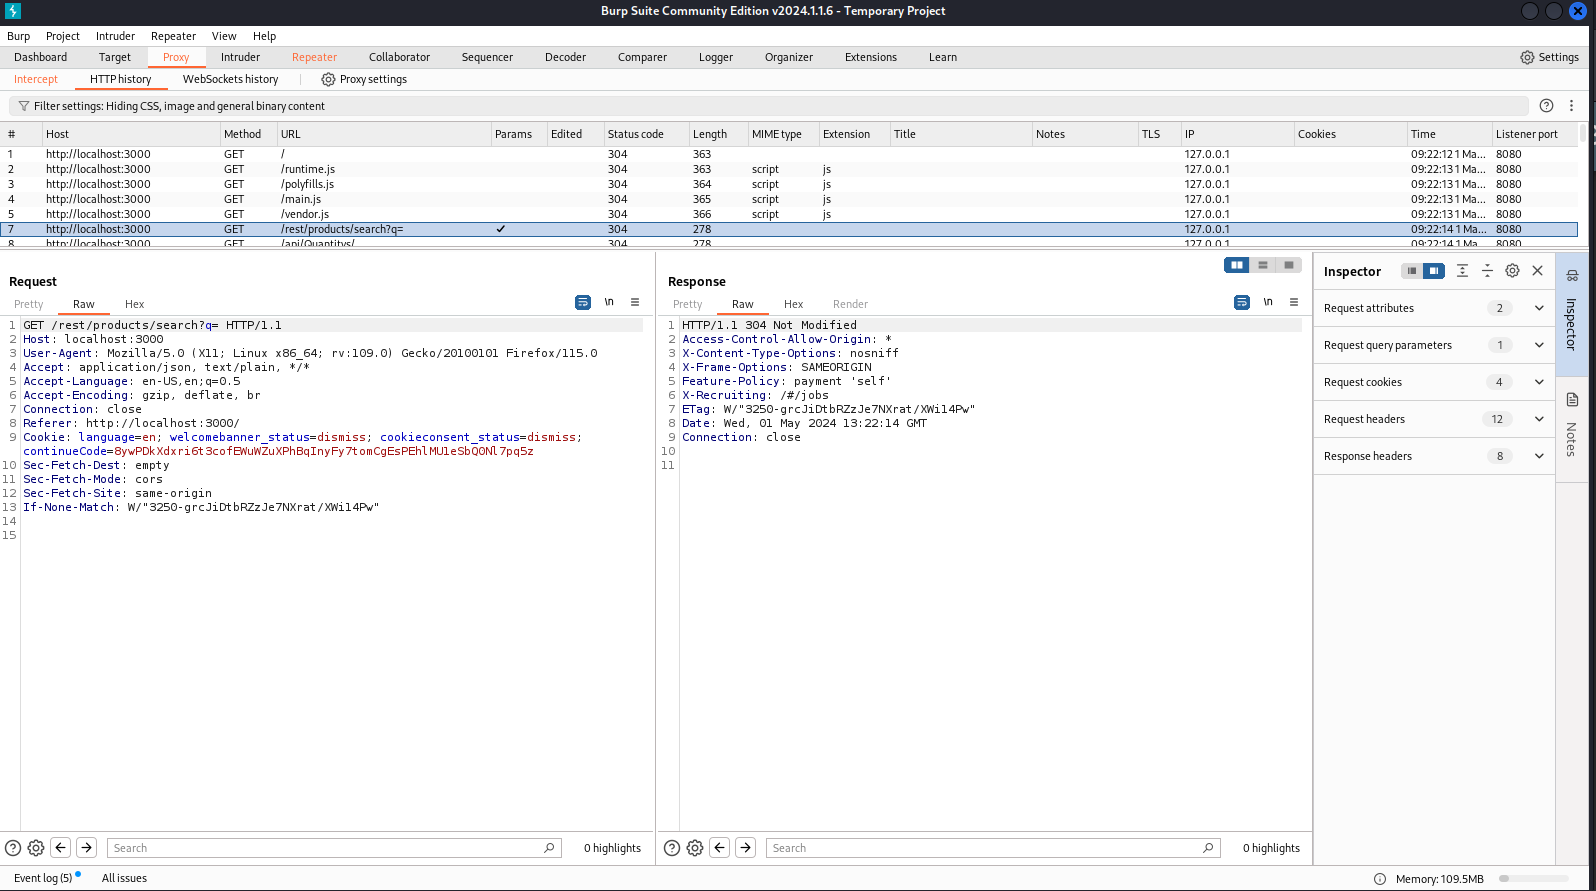 Burp Suite Community Edition v2024.1.1.6 - Temporary Project
Burp Project Intruder Repeater View Help
Dashboard Target Proxy Intruder Repeater Collaborator Sequencer Decoder Comparer Logger Organizer Extensions Learn Settings
Intercept HTTP history WebSockets history Proxy settings
Filter settings: Hiding CSS, image and general binary content
# Host Method URL Params Edited Status code Length MIME type Extension Title Notes TLS IP Cookies Time Listener port
1 http://localhost:3000 GET / 304 363 127.0.0.1 09:22:12 1 Ma... 8080
2 http://localhost:3000 GET /runtime.js 304 363 script js 127.0.0.1 09:22:13 1 Ma... 8080
3 http://localhost:3000 GET /polyfills.js 304 364 script js 127.0.0.1 09:22:13 1 Ma... 8080
4 http://localhost:3000 GET /main.js 304 365 script js 127.0.0.1 09:22:13 1 Ma... 8080
5 http://localhost:3000 GET /vendor.js 304 366 script js 127.0.0.1 09:22:13 1 Ma... 8080
7 http://localhost:3000 GET /rest/products/search?q= ✓ 304 278 127.0.0.1 09:22:14 1 Ma... 8080
8 http://localhost:3000 GET /api/Quantitys/ 304 278 127.0.0.1 09:22:14 1 Ma... 8080
Request
Pretty Raw Hex \n
1 GET /rest/products/search?q= HTTP/1.1
2 Host: localhost:3000
3 User-Agent: Mozilla/5.0 (X11; Linux x86_64; rv:109.0) Gecko/20100101 Firefox/115.0
4 Accept: application/json, text/plain, */*
5 Accept-Language: en-US,en;q=0.5
6 Accept-Encoding: gzip, deflate, br
7 Connection: close
8 Referer: http://localhost:3000/
9 Cookie: language=en; welcomebanner_status=dismiss; cookieconsent_status=dismiss;
continueCode=8ywPDkXdxri6t3cofEWuWZuXPhBqInyFy7tomCgEsPEhlMU1eSbQ0Nl7pq5z
10 Sec-Fetch-Dest: empty
11 Sec-Fetch-Mode: cors
12 Sec-Fetch-Site: same-origin
13 If-None-Match: W/"3250-grcJiDtbRZzJe7NXrat/XWi14Pw"
14
15
Search 0 highlights
Response
Pretty Raw Hex Render \n
1 HTTP/1.1 304 Not Modified
2 Access-Control-Allow-Origin: *
3 X-Content-Type-Options: nosniff
4 X-Frame-Options: SAMEORIGIN
5 Feature-Policy: payment 'self'
6 X-Recruiting: /#/jobs
7 ETag: W/"3250-grcJiDtbRZzJe7NXrat/XWi14Pw"
8 Date: Wed, 01 May 2024 13:22:14 GMT
9 Connection: close
10
11
Search 0 highlights
Inspector
Request attributes 2
Request query parameters 1
Request cookies 4
Request headers 12
Response headers 8
Inspector
Notes
Event log (5) All issues Memory: 109.5MB